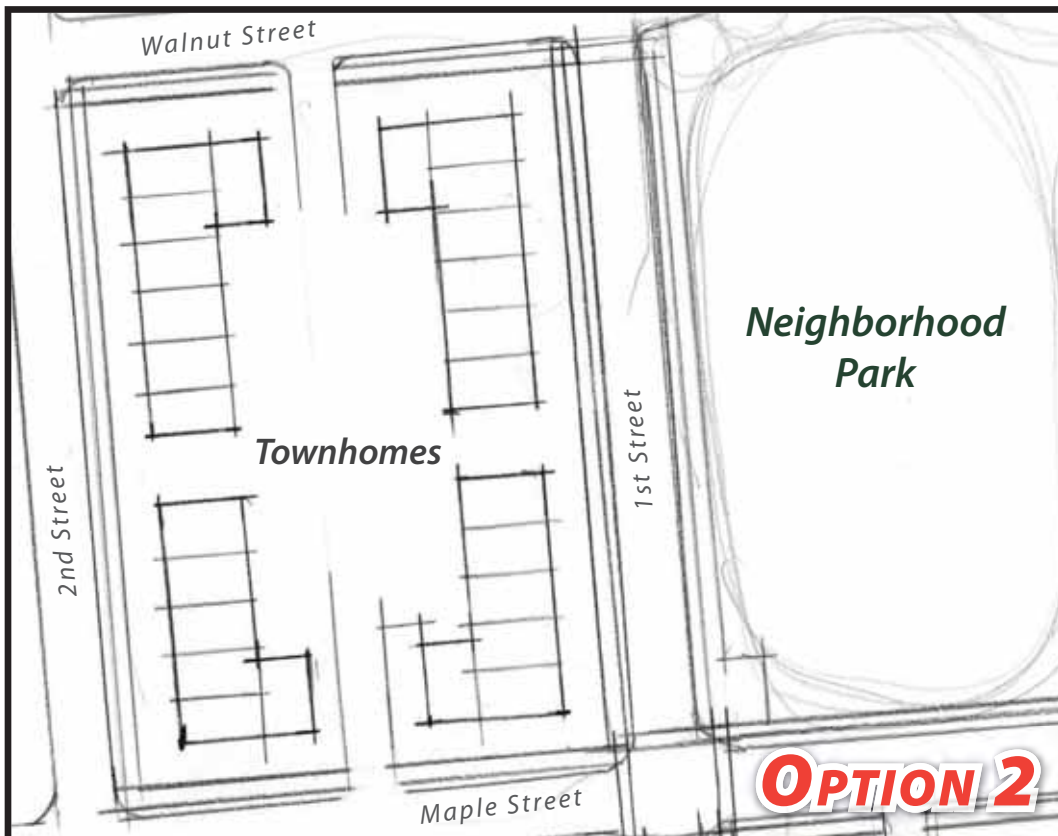 Walnut Street
Neighborhood
Park
1st Street
Townhomes
2nd Street
Maple Street
OPTION 2